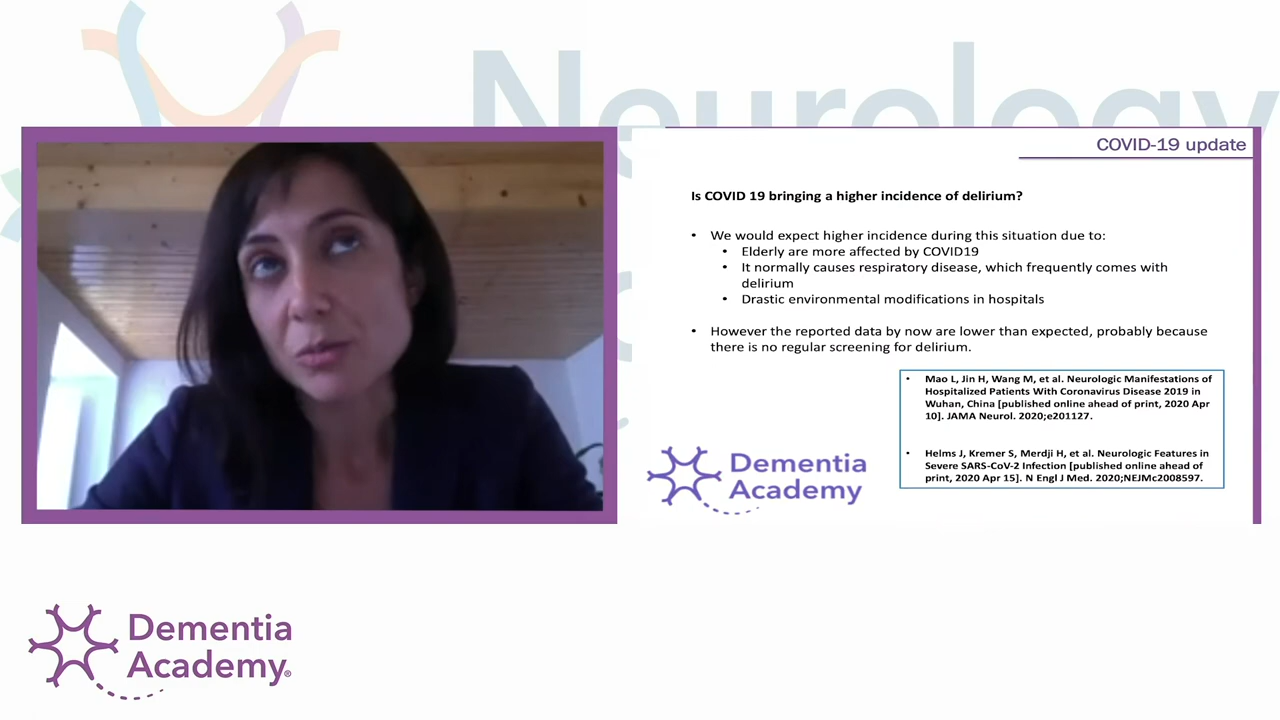 Neurology
COVID-19 update
Is COVID 19 bringing a higher incidence of delirium?
• We would expect higher incidence during this situation due to:
• Elderly are more affected by COVID19
• It normally causes respiratory disease, which frequently comes with
delirium
• Drastic environmental modifications in hospitals
• However the reported data by now are lower than expected, probably because
there is no regular screening for delirium.
• Mao L, Jin H, Wang M, et al. Neurologic Manifestations of
Hospitalized Patients With Coronavirus Disease 2019 in
Wuhan, China [published online ahead of print, 2020 Apr
10]. JAMA Neurol. 2020;e201127.
• Helms J, Kremer S, Merdji H, et al. Neurologic Features in
Severe SARS-CoV-2 Infection [published online ahead of
print, 2020 Apr 15]. N Engl J Med. 2020;NEJMc2008597.
Dementia
Academy
Dementia
Academy®